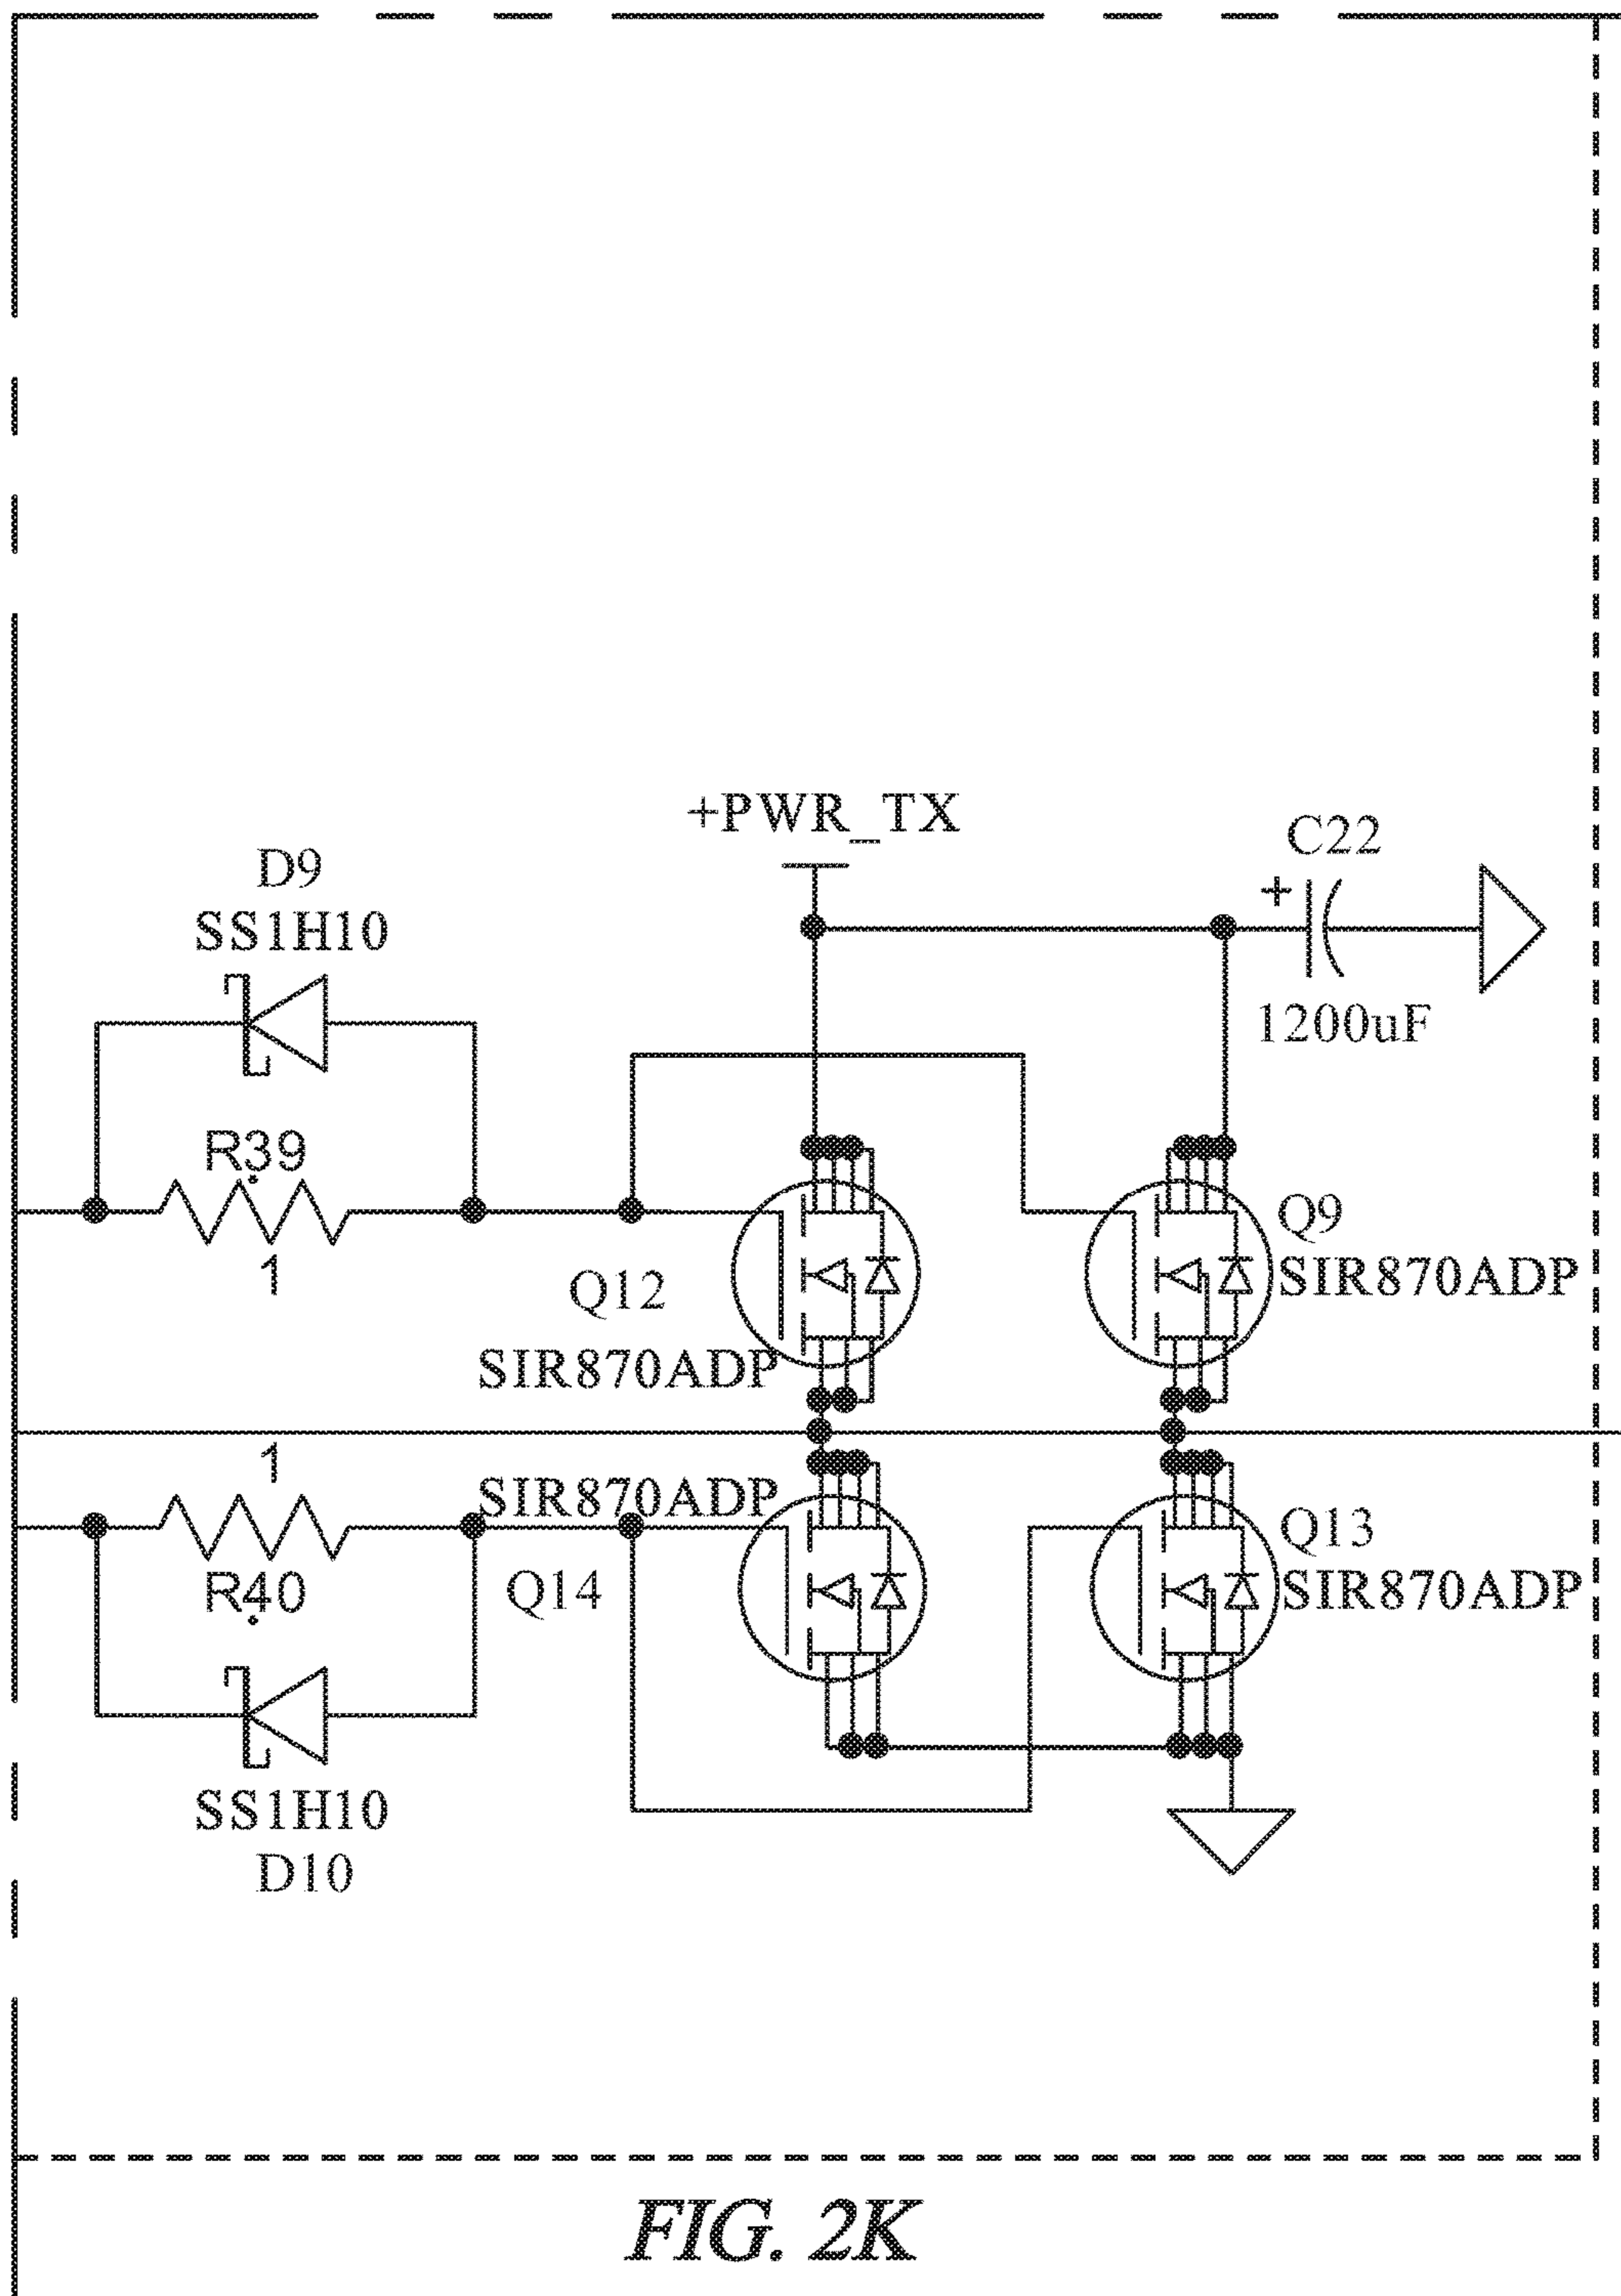 +PWR_TX
C22
+
1200uF
D9
SS1H10
R39
1
Q12
SIR870ADP
Q9
SIR870ADP
1
R40
SIR870ADP
Q14
Q13
SIR870ADP
SS1H10
D10
FIG. 2K